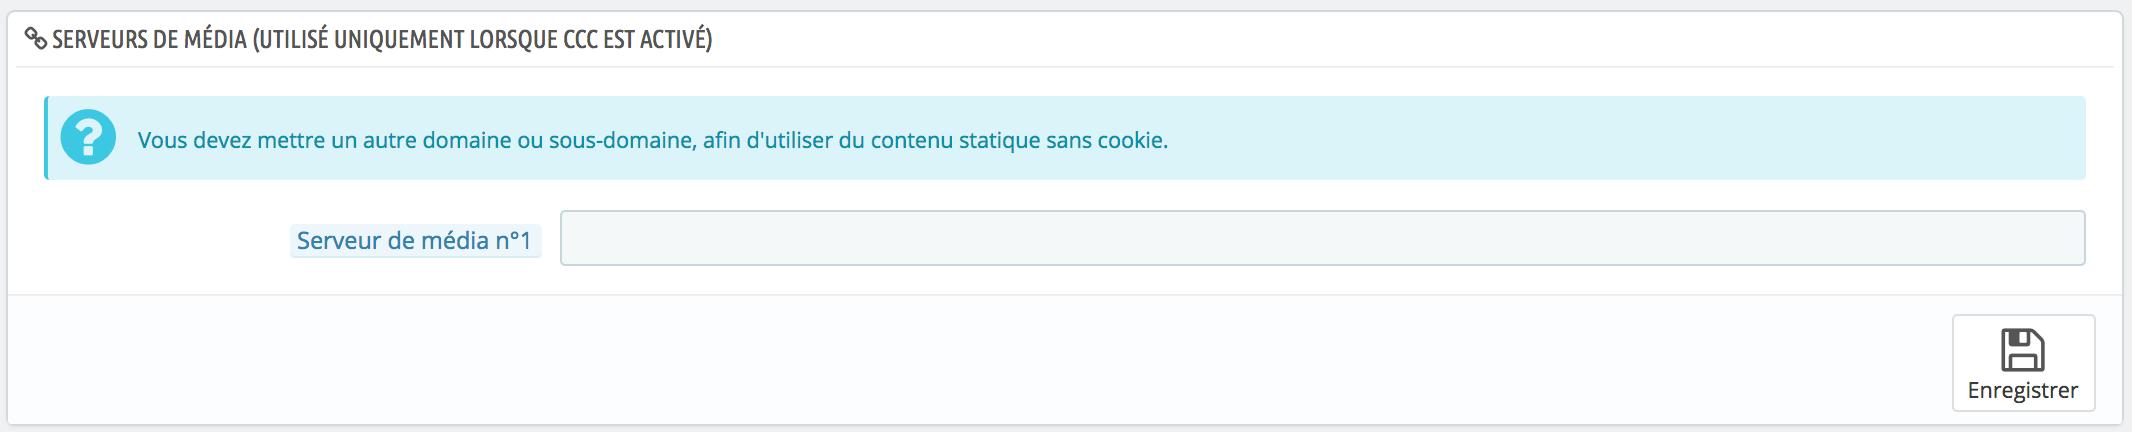 SERVEURS DE MÉDIA (UTILISÉ UNIQUEMENT LORSQUE CCC EST ACTIVÉ)
Vous devez mettre un autre domaine ou sous-domaine, afin d'utiliser du contenu statique sans cookie.
Serveur de média n°1
Enregistrer